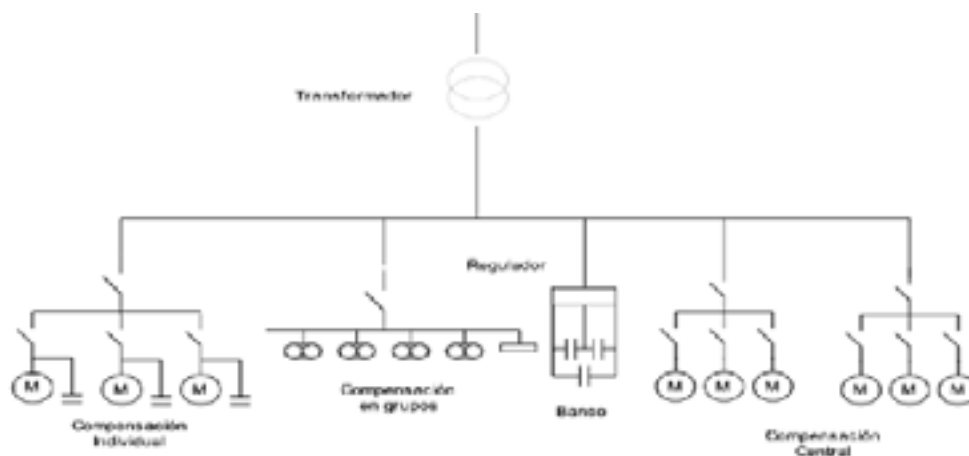 Transformador
Regulador
M
M
M
M
M
M
M
M
M
Compensación
Individual
Compensación
en grupos
Banco
Compensación
Central